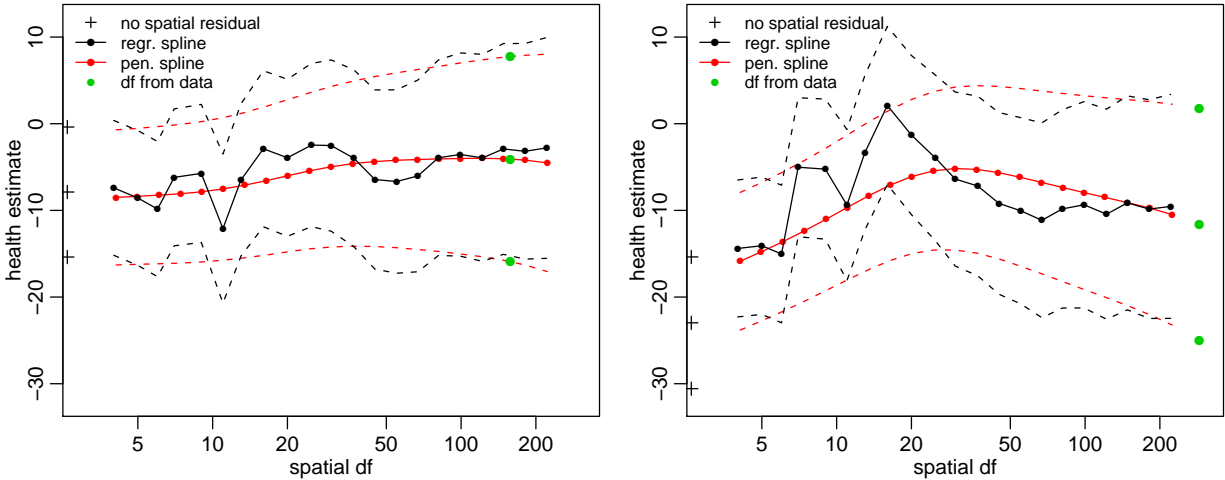 + no spatial residual
regr. spline
pen. spline
df from data
10
0
−10
−20
−30
health estimate
5 10 20 50 100 200
spatial df
+ no spatial residual
regr. spline
pen. spline
df from data
10
0
−10
−20
−30
health estimate
5 10 20 50 100 200
spatial df